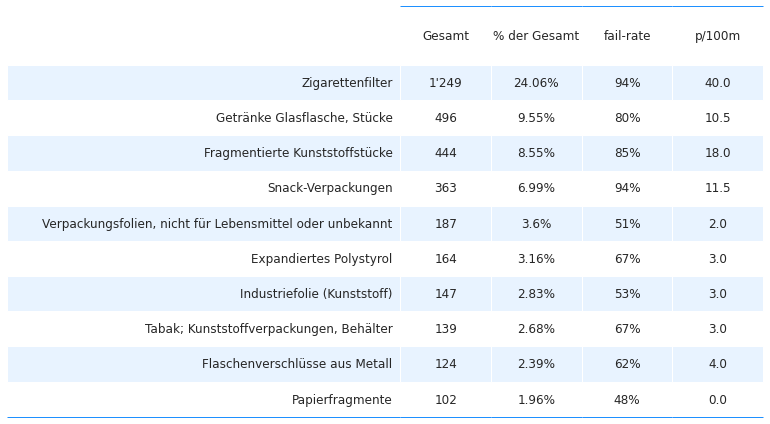 Gesamt % der Gesamt fail-rate p/100m
Zigarettenfilter 1'249 24.06% 94% 40.0
Getränke Glasflasche, Stücke 496 9.55% 80% 10.5
Fragmentierte Kunststoffstücke 444 8.55% 85% 18.0
Snack-Verpackungen 363 6.99% 94% 11.5
Verpackungsfolien, nicht für Lebensmittel oder unbekannt 187 3.6% 51% 2.0
Expandiertes Polystyrol 164 3.16% 67% 3.0
Industriefolie (Kunststoff) 147 2.83% 53% 3.0
Tabak; Kunststoffverpackungen, Behälter 139 2.68% 67% 3.0
Flaschenverschlüsse aus Metall 124 2.39% 62% 4.0
Papierfragmente 102 1.96% 48% 0.0